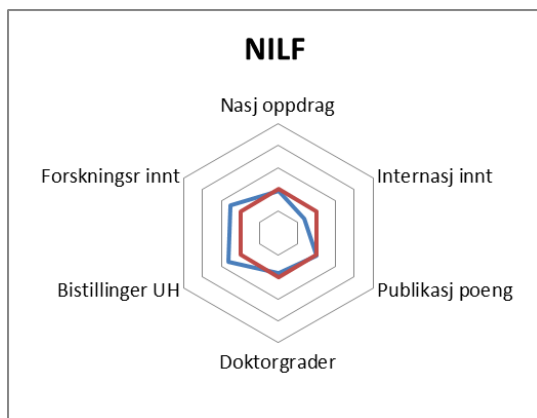 NILF
Nasj oppdrag
Forskningsr innt
Internasj innt
Bistillinger UH
Publikasj poeng
Doktorgrader